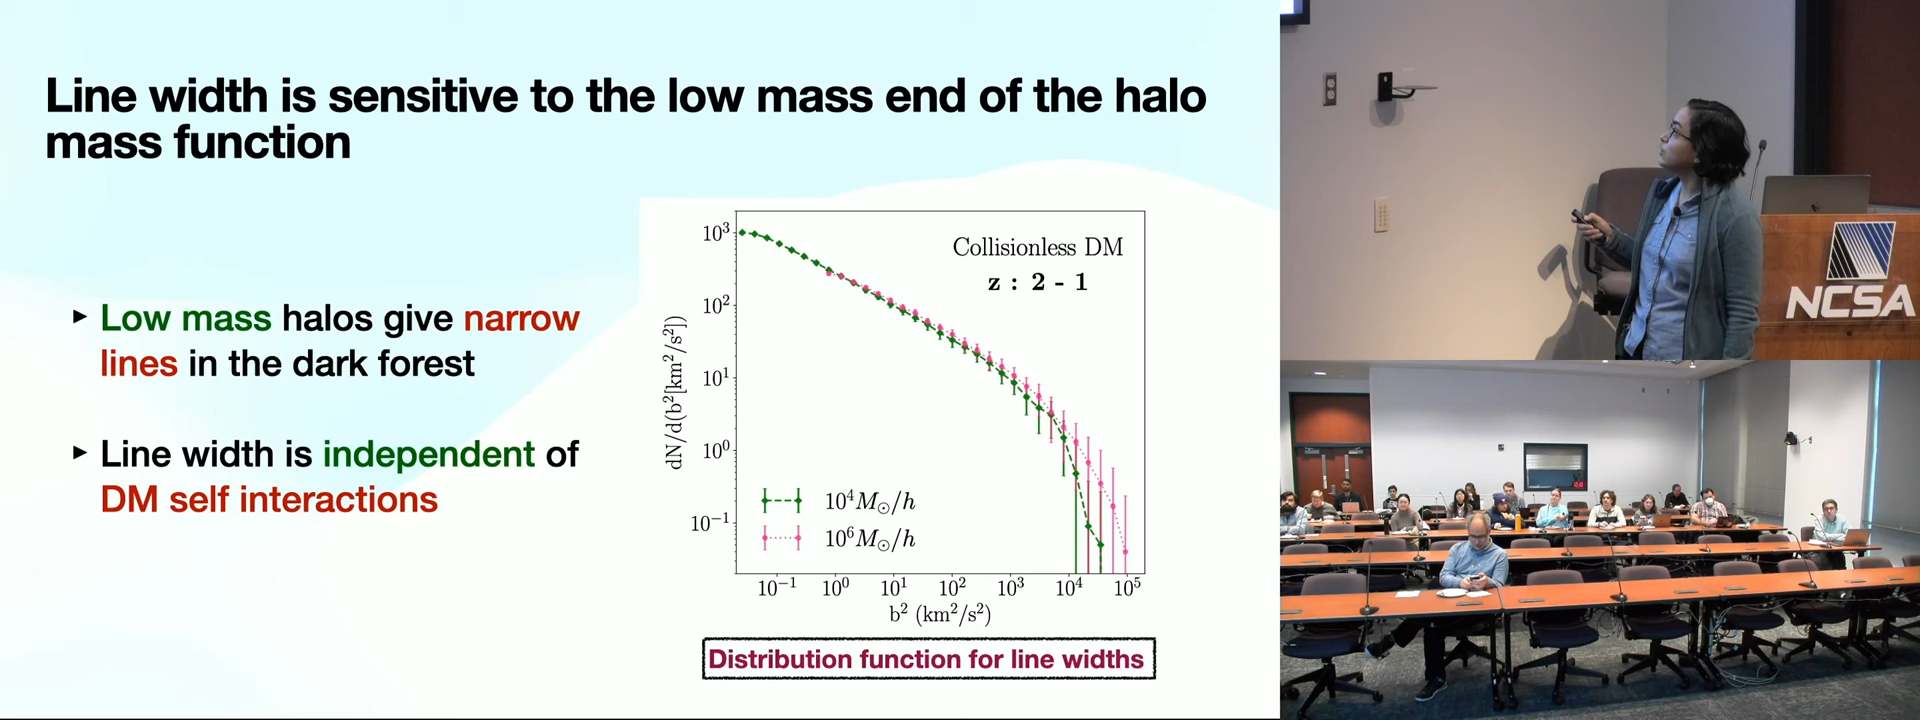 Line width is sensitive to the low mass end of the halo
mass function
▸ Low mass halos give narrow
lines in the dark forest
▸ Line width is independent of
DM self interactions
Collisionless DM
z : 2 - 1
dN/d(b²[km²/s²])
10³
10²
10¹
10⁰
10⁻¹
10⁴M⊙/h
10⁶M⊙/h
10⁻¹ 10⁰ 10¹ 10² 10³ 10⁴ 10⁵
b² (km²/s²)
Distribution function for line widths
NCSA